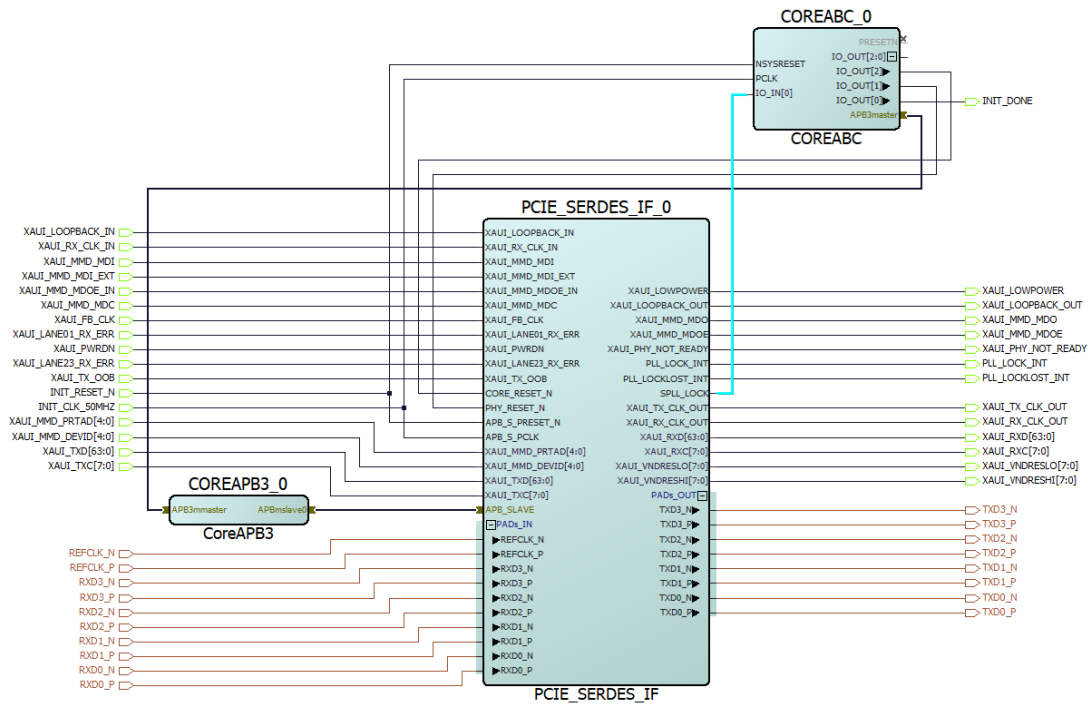 COREABC_0
PRESETN
IO_OUT[2:0]
NSYSRESET
IO_OUT[2]
PCLK
IO_OUT[1]
IO_IN[0]
IO_OUT[0]
INIT_DONE
APB3master
COREABC
PCIE_SERDES_IF_0
XAUI_LOOPBACK_IN
XAUI_RX_CLK_IN
XAUI_MMD_MDI
XAUI_MMD_MDI_EXT
XAUI_MMD_MDOE_IN
XAUI_MMD_MDC
XAUI_FB_CLK
XAUI_LANE01_RX_ERR
XAUI_PWRDN
XAUI_LANE23_RX_ERR
XAUI_TX_OOB
INIT_RESET_N
INIT_CLK_50MHZ
XAUI_MMD_PRTAD[4:0]
XAUI_MMD_DEVID[4:0]
XAUI_TXD[63:0]
XAUI_TXC[7:0]
XAUI_LOOPBACK_IN
XAUI_RX_CLK_IN
XAUI_MMD_MDI
XAUI_MMD_MDI_EXT
XAUI_MMD_MDOE_IN
XAUI_MMD_MDC
XAUI_FB_CLK
XAUI_LANE01_RX_ERR
XAUI_PWRDN
XAUI_LANE23_RX_ERR
XAUI_TX_OOB
CORE_RESET_N
PHY_RESET_N
APB_S_PRESET_N
APB_S_PCLK
XAUI_MMD_PRTAD[4:0]
XAUI_MMD_DEVID[4:0]
XAUI_TXD[63:0]
XAUI_TXC[7:0]
APB_SLAVE
PADs_IN
REFCLK_N
REFCLK_P
RXD3_N
RXD3_P
RXD2_N
RXD2_P
RXD1_N
RXD1_P
RXD0_N
RXD0_P
XAUI_LOWPOWER
XAUI_LOOPBACK_OUT
XAUI_MMD_MDO
XAUI_MMD_MDOE
XAUI_PHY_NOT_READY
PLL_LOCK_INT
PLL_LOCKLOST_INT
SPLL_LOCK
XAUI_TX_CLK_OUT
XAUI_RX_CLK_OUT
XAUI_RXD[63:0]
XAUI_RXC[7:0]
XAUI_VNDRESLO[7:0]
XAUI_VNDRESHI[7:0]
PADs_OUT
TXD3_N
TXD3_P
TXD2_N
TXD2_P
TXD1_N
TXD1_P
TXD0_N
TXD0_P
XAUI_LOWPOWER
XAUI_LOOPBACK_OUT
XAUI_MMD_MDO
XAUI_MMD_MDOE
XAUI_PHY_NOT_READY
PLL_LOCK_INT
PLL_LOCKLOST_INT
XAUI_TX_CLK_OUT
XAUI_RX_CLK_OUT
XAUI_RXD[63:0]
XAUI_RXC[7:0]
XAUI_VNDRESLO[7:0]
XAUI_VNDRESHI[7:0]
TXD3_N
TXD3_P
TXD2_N
TXD2_P
TXD1_N
TXD1_P
TXD0_N
TXD0_P
COREAPB3_0
APB3mmaster
APBmslave0
CoreAPB3
REFCLK_N
REFCLK_P
RXD3_N
RXD3_P
RXD2_N
RXD2_P
RXD1_N
RXD1_P
RXD0_N
RXD0_P
PCIE_SERDES_IF